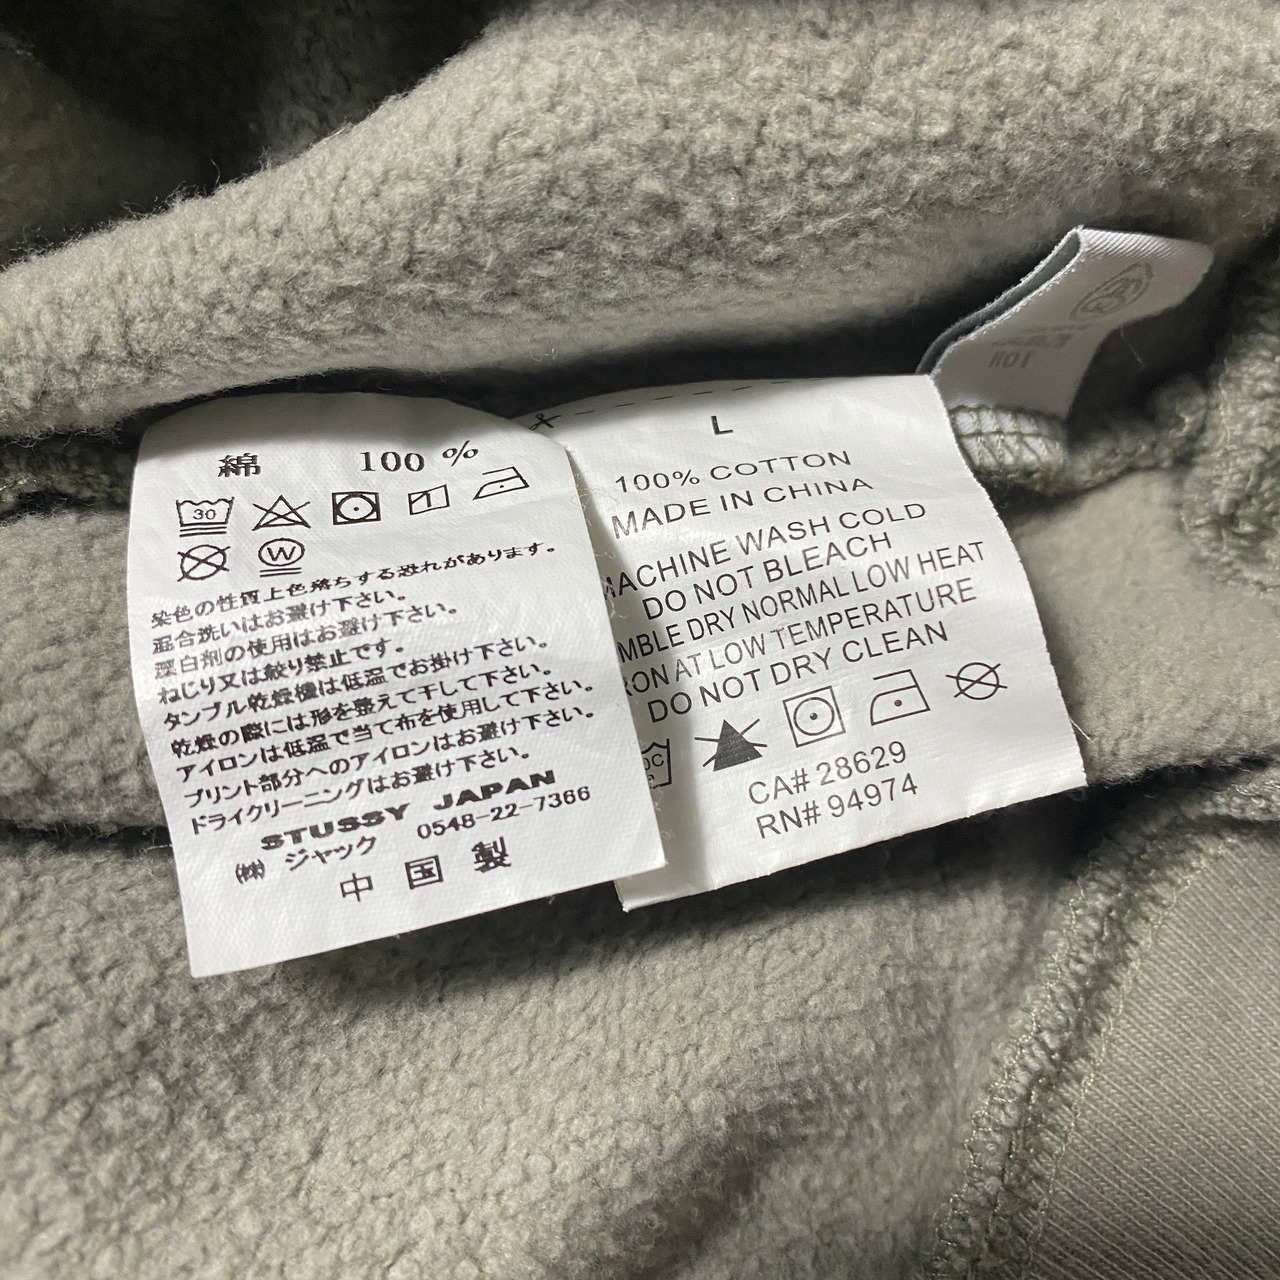 綿 100 %
30
W
染色の性質上色落ちする恐れがあります。
混合洗いはお避け下さい。
漂白剤の使用はお避け下さい。
ねじり又は絞り禁止です。
タンブル乾燥機は低温でお掛け下さい。
乾燥の際には形を整えて干して下さい。
アイロンは低温で当て布を使用して下さい。
プリント部分へのアイロンはお避け下さい。
ドライクリーニングはお避け下さい。
STUSSY JAPAN
㈱ ジャック 0548-22-7366
中 国 製
L
100% COTTON
MADE IN CHINA
MACHINE WASH COLD
DO NOT BLEACH
MBLE DRY NORMAL LOW HEAT
RON AT LOW TEMPERATURE
DO NOT DRY CLEAN
CA# 28629
RN# 94974